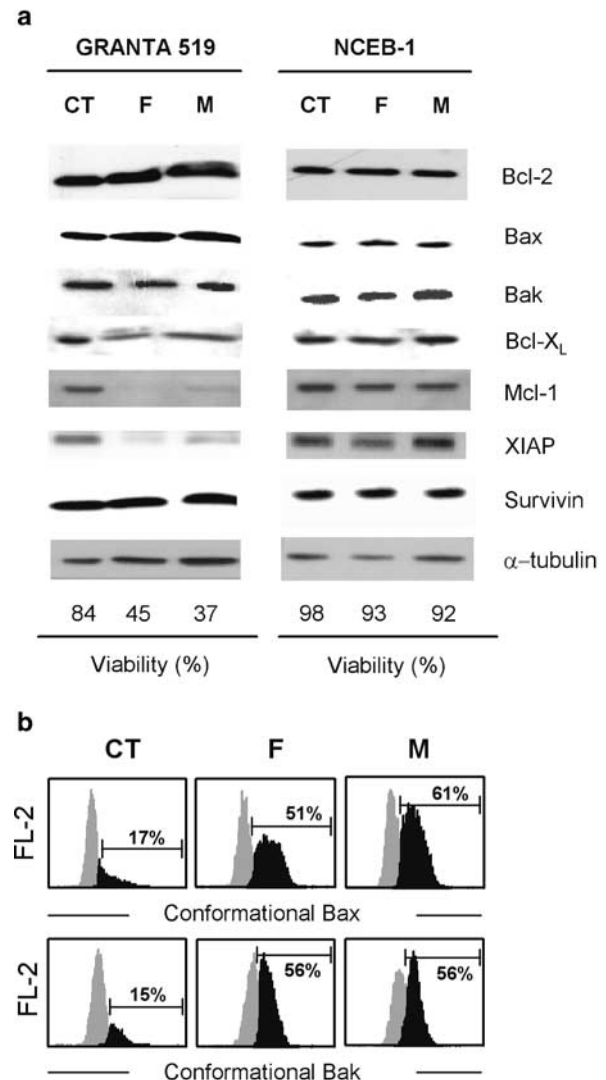 a
GRANTA 519 NCEB-1
CT F M CT F M
Bcl-2
Bax
Bak
Bcl-XL
Mcl-1
XIAP
Survivin
α-tubulin
84 45 37 98 93 92
Viability (%) Viability (%)
b
CT F M
FL-2 17% 51% 61%
Conformational Bax
FL-2 15% 56% 56%
Conformational Bak